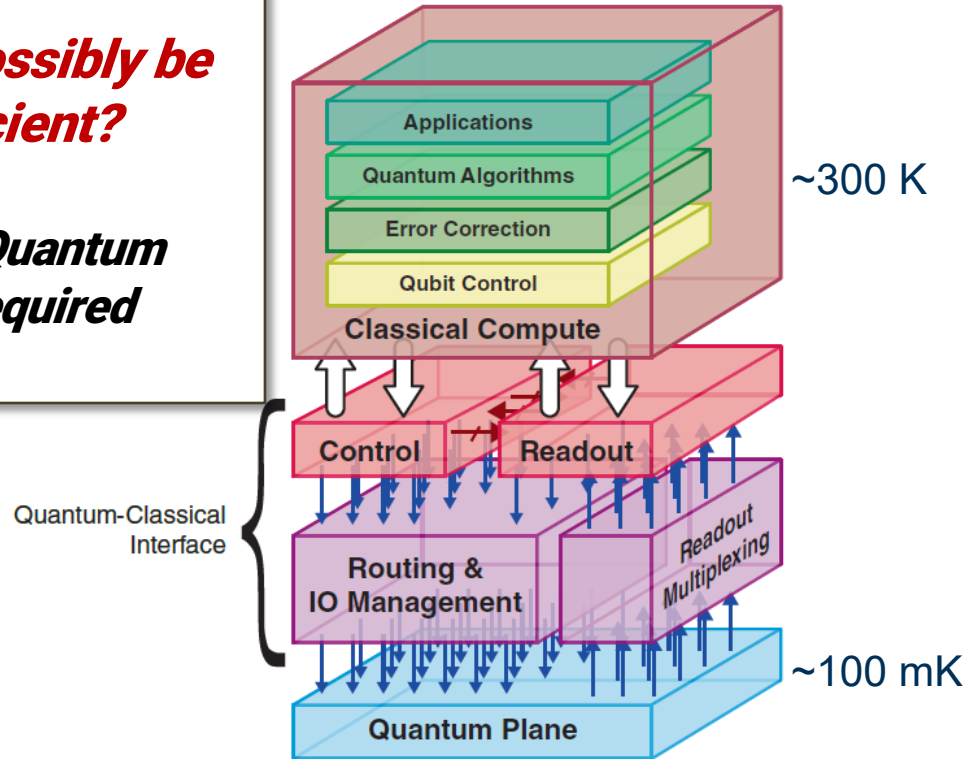 ossibly be
cient?
Quantum
equired
Applications
Quantum Algorithms
Error Correction
Qubit Control
Classical Compute
~300 K
Control
Readout
Quantum-Classical
Interface
Routing &
IO Management
Readout
Multiplexing
~100 mK
Quantum Plane